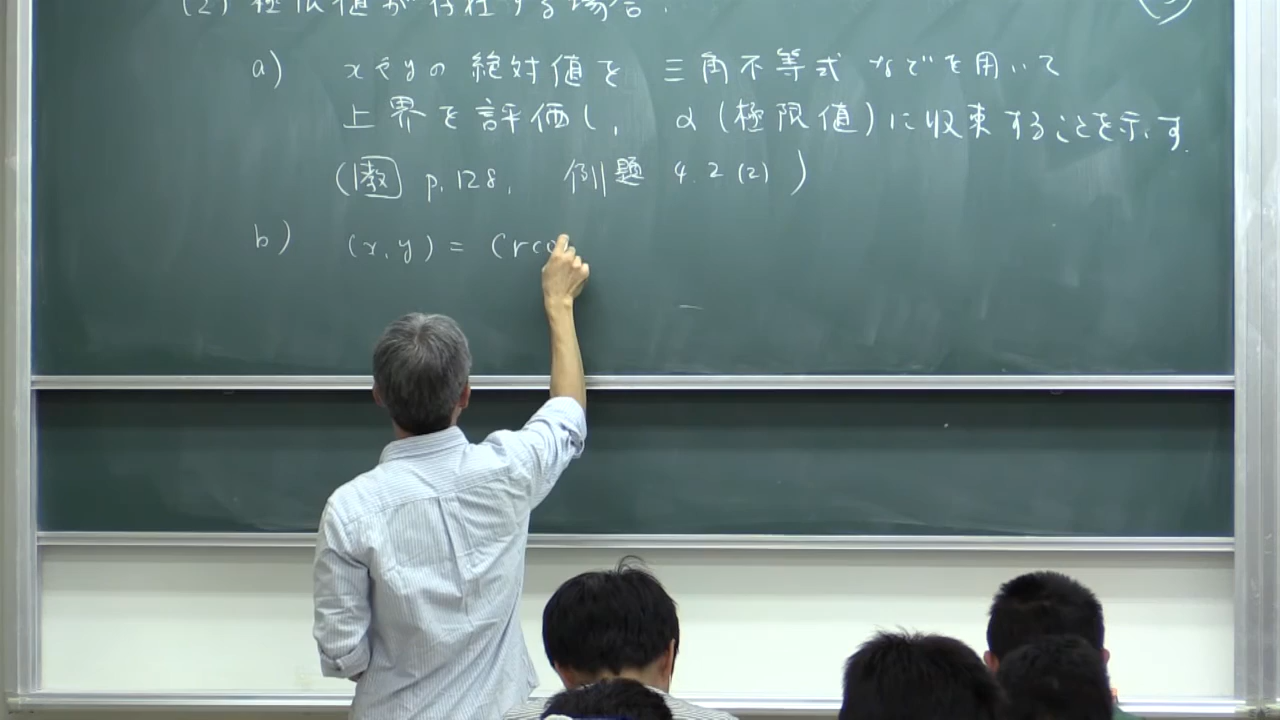 (2) 極限値が存在する場合.
a) xやyの 絶対値を 三角不等式 などを用いて
上界を評価し, α(極限値)に収束することを示す.
(教 p.128, 例題 4.2(2))
b) (x,y) = (rco